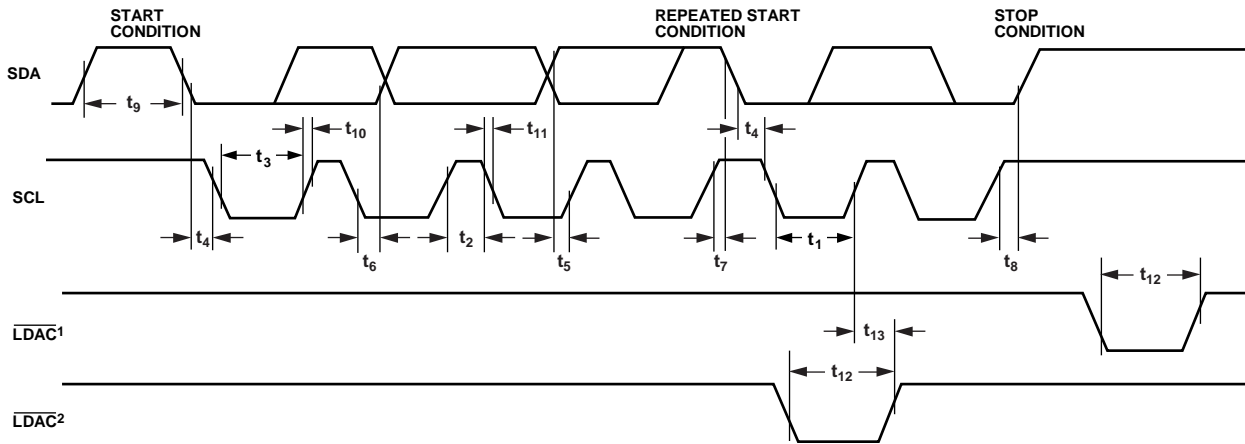 START
CONDITION
REPEATED START
CONDITION
STOP
CONDITION
SDA
t9
t10
t11
t4
t3
SCL
t4
t6
t2
t5
t7
t1
t8
t12
LDAC1
t13
t12
LDAC2